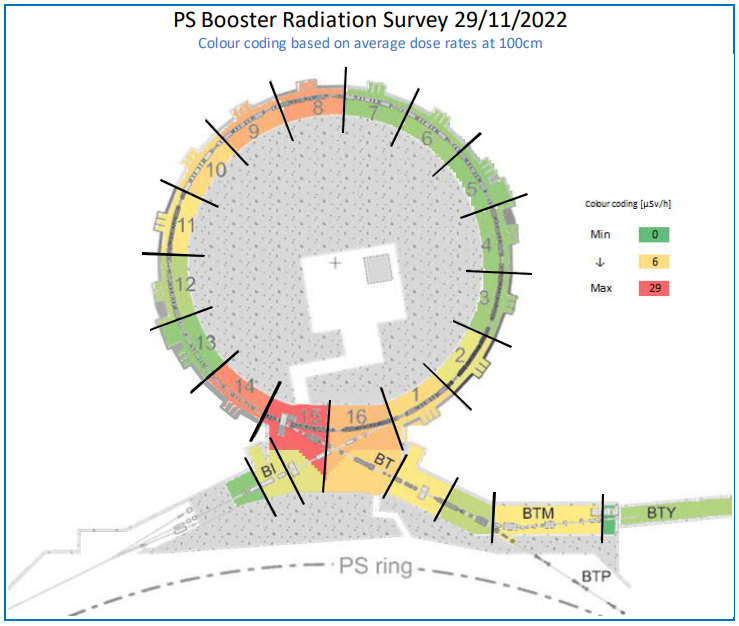 PS Booster Radiation Survey 29/11/2022
Colour coding based on average dose rates at 100cm
8
7
9
6
10
5
Colour coding [µSv/h]
11
Min 0
4
↓ 6
12
Max 29
3
13
2
14
1
15
16
BI
BT
BTM
BTY
PS ring
BTP